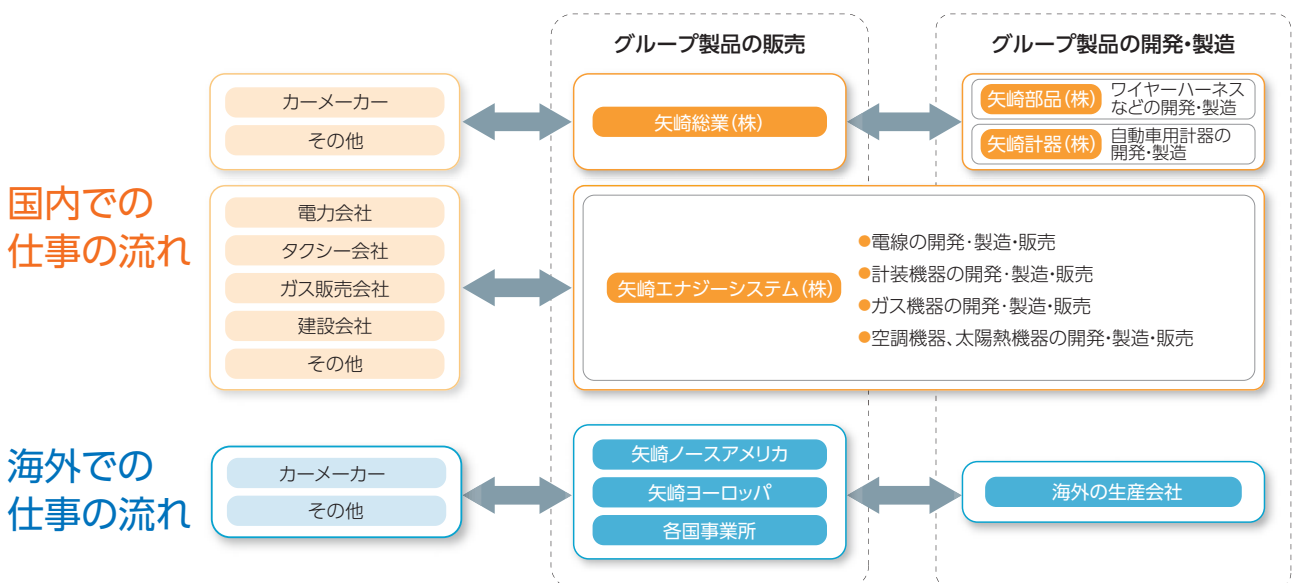 グループ製品の販売
グループ製品の開発・製造
国内での
仕事の流れ
カーメーカー
その他
矢崎総業(株)
矢崎部品(株)
ワイヤーハーネス
などの開発・製造
矢崎計器(株)
自動車用計器の
開発・製造
電力会社
タクシー会社
ガス販売会社
建設会社
その他
矢崎エナジーシステム(株)
●電線の開発・製造・販売
●計装機器の開発・製造・販売
●ガス機器の開発・製造・販売
●空調機器、太陽熱機器の開発・製造・販売
海外での
仕事の流れ
カーメーカー
その他
矢崎ノースアメリカ
矢崎ヨーロッパ
各国事業所
海外の生産会社